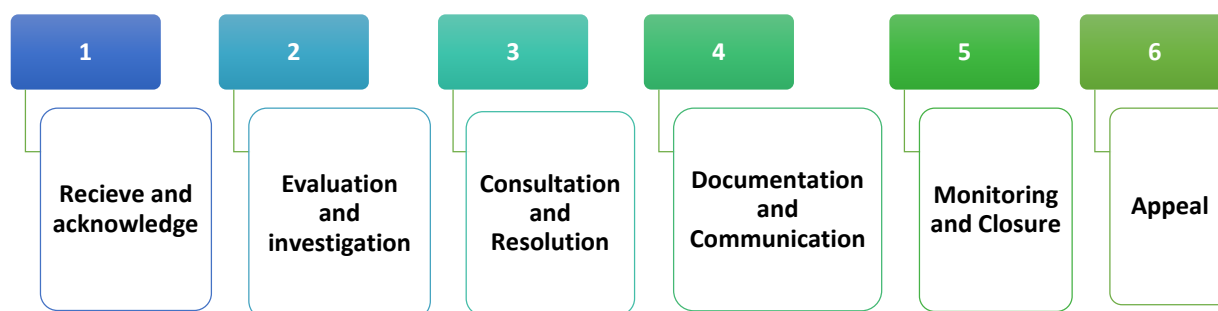 1
Recieve and
acknowledge
2
Evaluation
and
investigation
3
Consultation
and
Resolution
4
Documentation
and
Communication
5
Monitoring
and Closure
6
Appeal